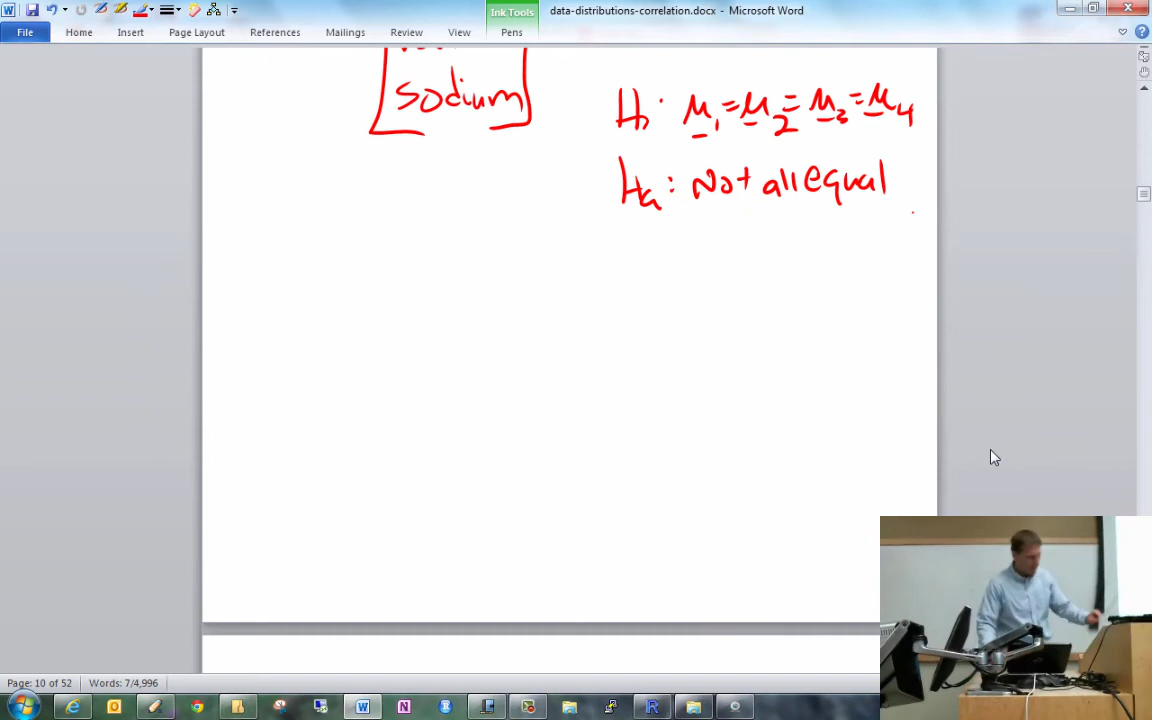 Ink Tools
data-distributions-correlation.docx - Microsoft Word
File Home Insert Page Layout References Mailings Review View Pens
sodium
H₀: μ₁=μ₂=μ₃=μ₄
Hₐ: Not all equal
Page: 10 of 52 Words: 7/4,996